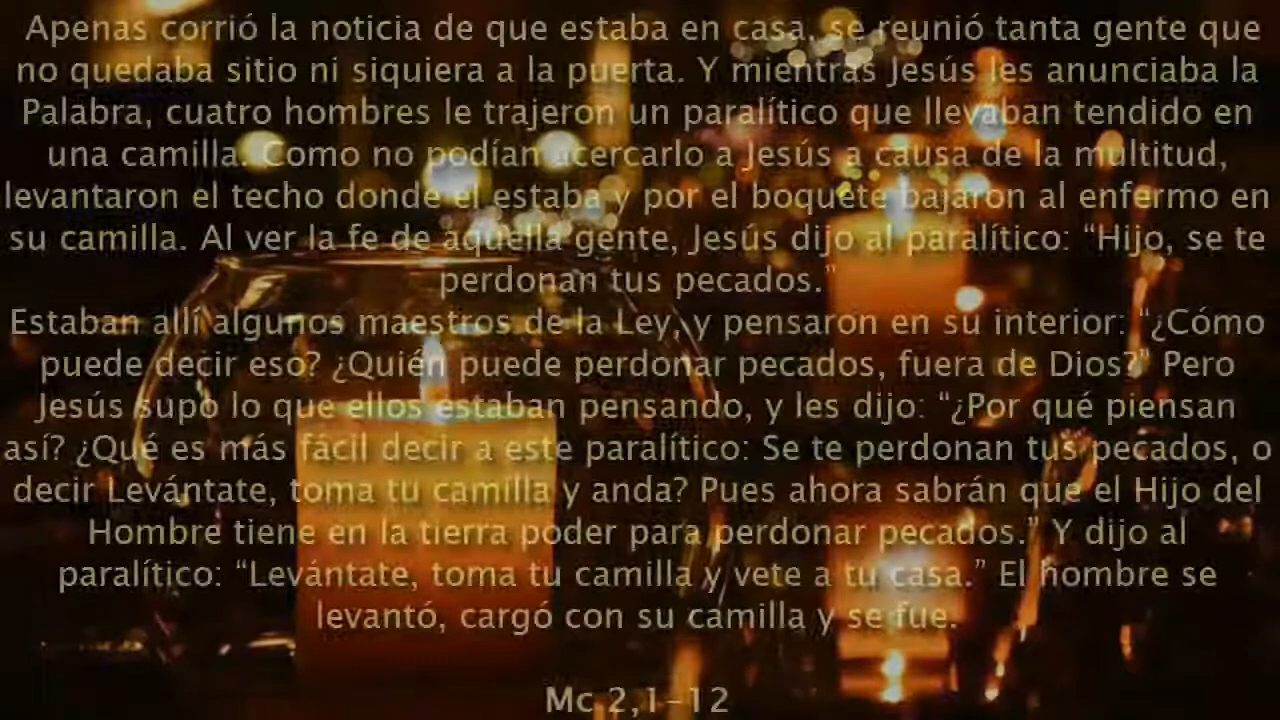 Apenas corrió la noticia de que estaba en casa, se reunió tanta gente que
no quedaba sitio ni siquiera a la puerta. Y mientras Jesús les anunciaba la
Palabra, cuatro hombres le trajeron un paralítico que llevaban tendido en
una camilla. Como no podían acercarlo a Jesús a causa de la multitud,
levantaron el techo donde él estaba y por el boquete bajaron al enfermo en
su camilla. Al ver la fe de aquella gente, Jesús dijo al paralítico: “Hijo, se te
perdonan tus pecados.”
Estaban allí algunos maestros de la Ley, y pensaron en su interior: “¿Cómo
puede decir eso? ¿Quién puede perdonar pecados, fuera de Dios?” Pero
Jesús supo lo que ellos estaban pensando, y les dijo: “¿Por qué piensan
así? ¿Qué es más fácil decir a este paralítico: Se te perdonan tus pecados, o
decir Levántate, toma tu camilla y anda? Pues ahora sabrán que el Hijo del
Hombre tiene en la tierra poder para perdonar pecados.” Y dijo al
paralítico: “Levántate, toma tu camilla y vete a tu casa.” El hombre se
levantó, cargó con su camilla y se fue.
Mc 2,1-12